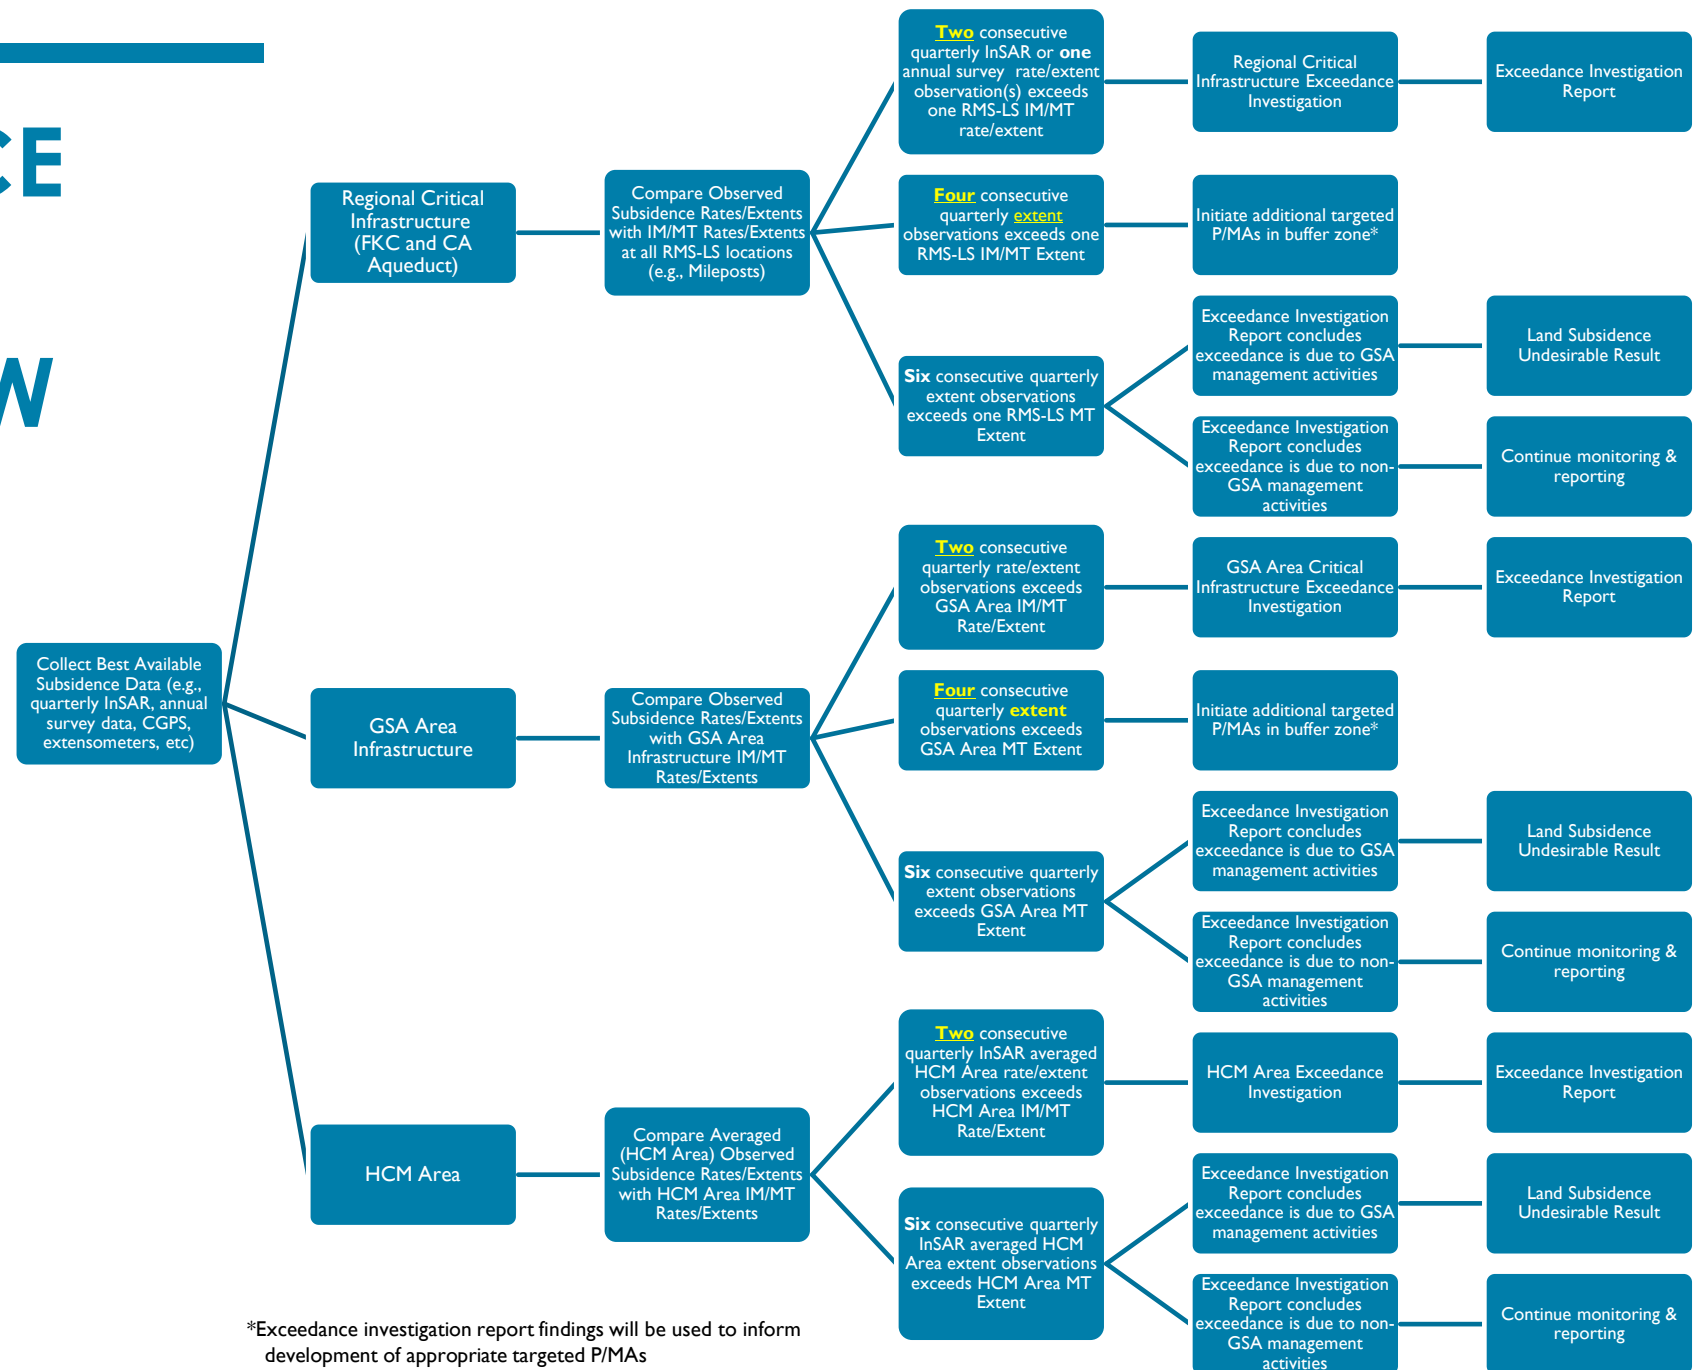 CE
W
Collect Best Available
Subsidence Data (e.g.,
quarterly InSAR, annual
survey data, CGPS,
extensometers, etc)
Regional Critical
Infrastructure
(FKC and CA
Aqueduct)
Compare Observed
Subsidence Rates/Extents
with IM/MT Rates/Extents
at all RMS-LS locations
(e.g., Mileposts)
Two consecutive
quarterly InSAR or one
annual survey rate/extent
observation(s) exceeds
one RMS-LS IM/MT
rate/extent
Regional Critical
Infrastructure Exceedance
Investigation
Exceedance Investigation
Report
Four consecutive
quarterly extent
observations exceeds one
RMS-LS IM/MT Extent
Initiate additional targeted
P/MAs in buffer zone*
Six consecutive quarterly
extent observations
exceeds one RMS-LS MT
Extent
Exceedance Investigation
Report concludes
exceedance is due to GSA
management activities
Land Subsidence
Undesirable Result
Exceedance Investigation
Report concludes
exceedance is due to non-
GSA management
activities
Continue monitoring &
reporting
GSA Area
Infrastructure
Compare Observed
Subsidence Rates/Extents
with GSA Area
Infrastructure IM/MT
Rates/Extents
Two consecutive
quarterly rate/extent
observations exceeds
GSA Area IM/MT
Rate/Extent
GSA Area Critical
Infrastructure Exceedance
Investigation
Exceedance Investigation
Report
Four consecutive
quarterly extent
observations exceeds
GSA Area MT Extent
Initiate additional targeted
P/MAs in buffer zone*
Six consecutive quarterly
extent observations
exceeds GSA Area MT
Extent
Exceedance Investigation
Report concludes
exceedance is due to GSA
management activities
Land Subsidence
Undesirable Result
Exceedance Investigation
Report concludes
exceedance is due to non-
GSA management
activities
Continue monitoring &
reporting
HCM Area
Compare Averaged
(HCM Area) Observed
Subsidence Rates/Extents
with HCM Area IM/MT
Rates/Extents
Two consecutive
quarterly InSAR averaged
HCM Area rate/extent
observations exceeds
HCM Area IM/MT
Rate/Extent
HCM Area Exceedance
Investigation
Exceedance Investigation
Report
Six consecutive quarterly
InSAR averaged HCM
Area extent observations
exceeds HCM Area MT
Extent
Exceedance Investigation
Report concludes
exceedance is due to GSA
management activities
Land Subsidence
Undesirable Result
Exceedance Investigation
Report concludes
exceedance is due to non-
GSA management
activities
Continue monitoring &
reporting
*Exceedance investigation report findings will be used to inform
development of appropriate targeted P/MAs